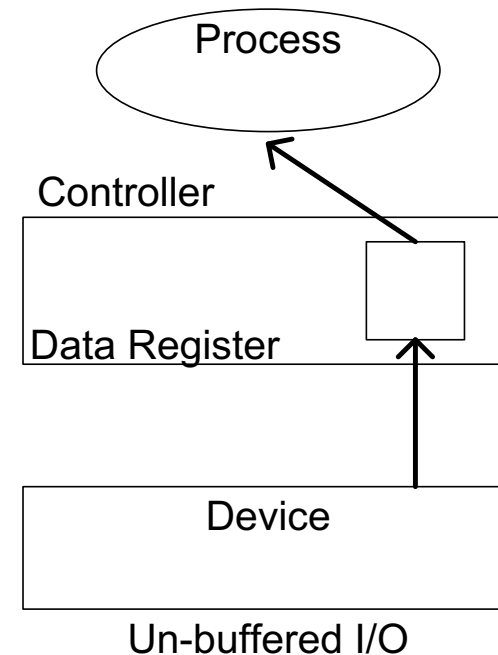 Process
Controller
Data Register
Device
Un-buffered I/O